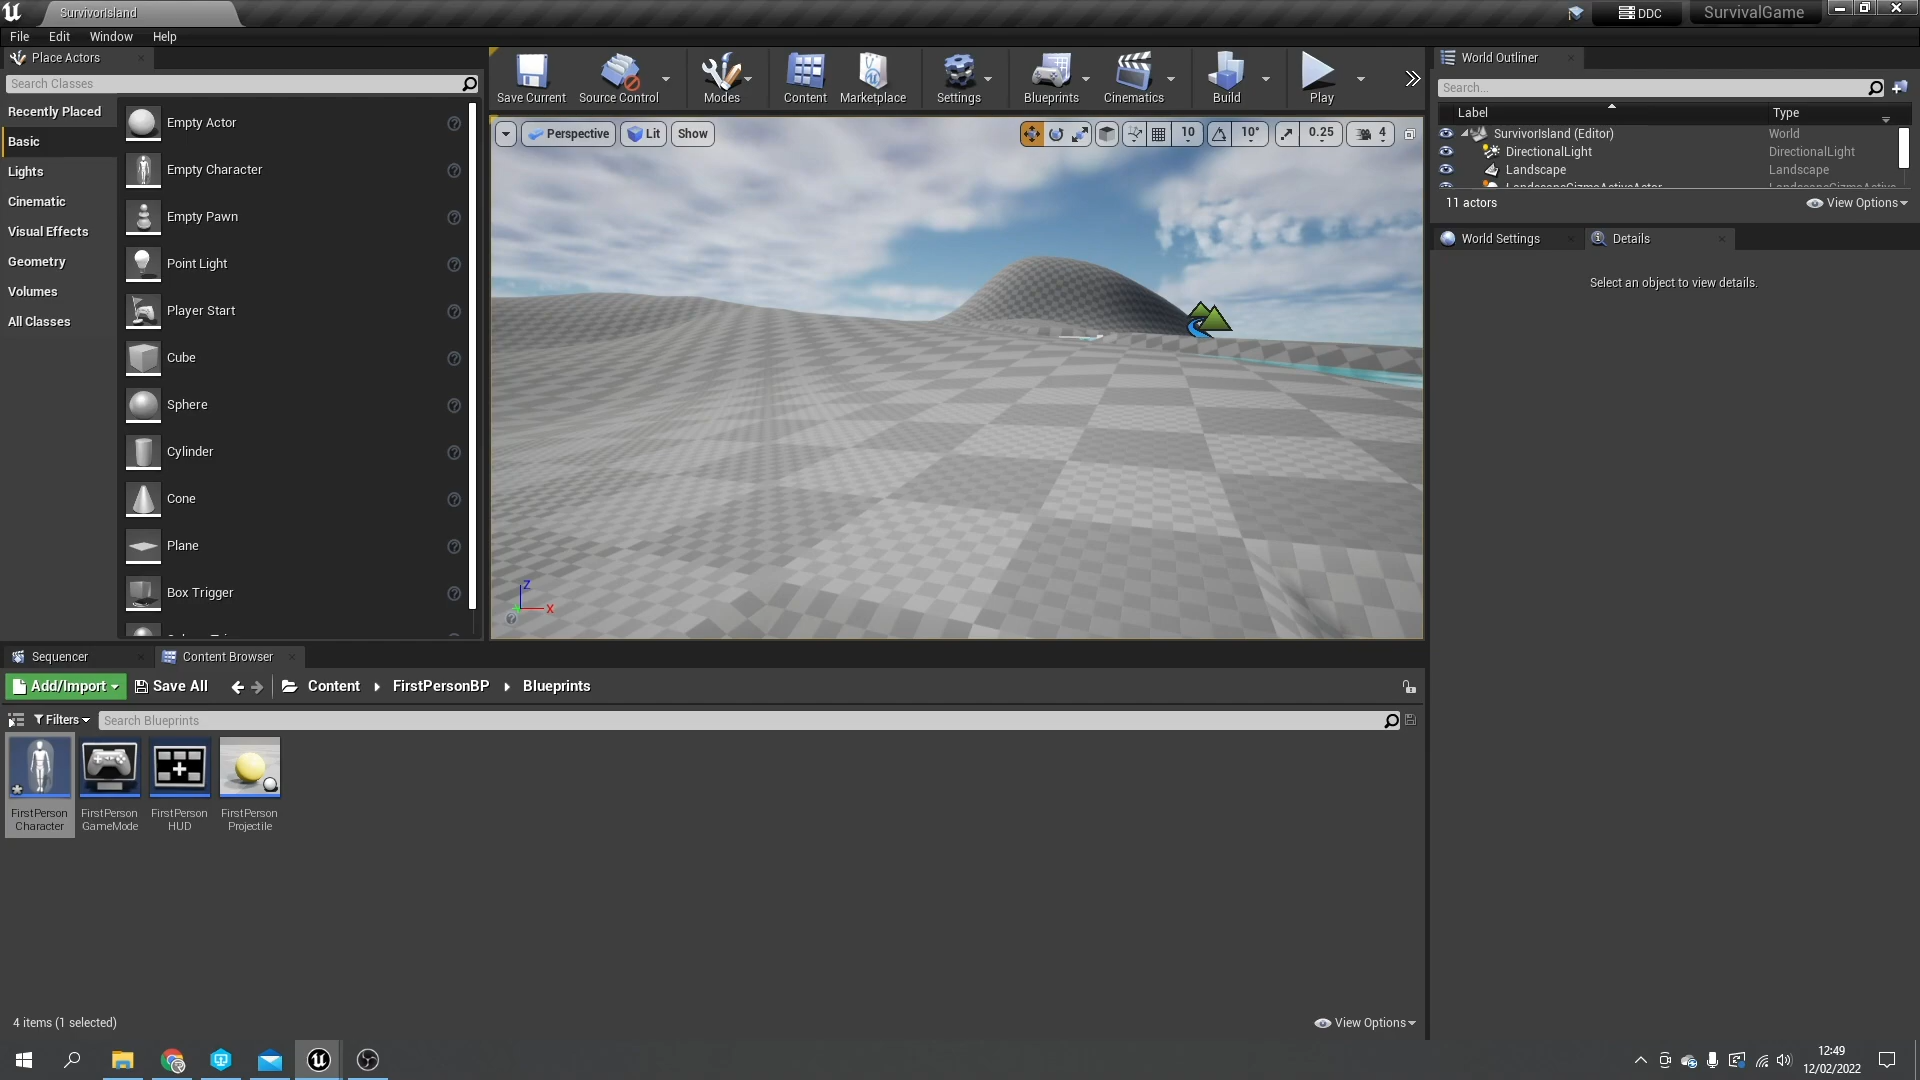 SurvivorIsland
DDC
SurvivalGame
File
Edit
Window
Help
Place Actors
Search Classes
Recently Placed
Basic
Lights
Cinematic
Visual Effects
Geometry
Volumes
All Classes
Empty Actor
Empty Character
Empty Pawn
Point Light
Player Start
Cube
Sphere
Cylinder
Cone
Plane
Box Trigger
Save Current
Source Control
Modes
Content
Marketplace
Settings
Blueprints
Cinematics
Build
Play
Perspective
Lit
Show
10
10°
0.25
4
Z
X
World Outliner
Search...
Label
Type
SurvivorIsland (Editor)
World
DirectionalLight
DirectionalLight
Landscape
Landscape
11 actors
View Options
World Settings
Details
Select an object to view details.
Sequencer
Content Browser
Add/Import
Save All
Content
FirstPersonBP
Blueprints
Filters
Search Blueprints
FirstPerson
Character
FirstPerson
GameMode
FirstPerson
HUD
FirstPerson
Projectile
4 items (1 selected)
View Options
12:49
12/02/2022